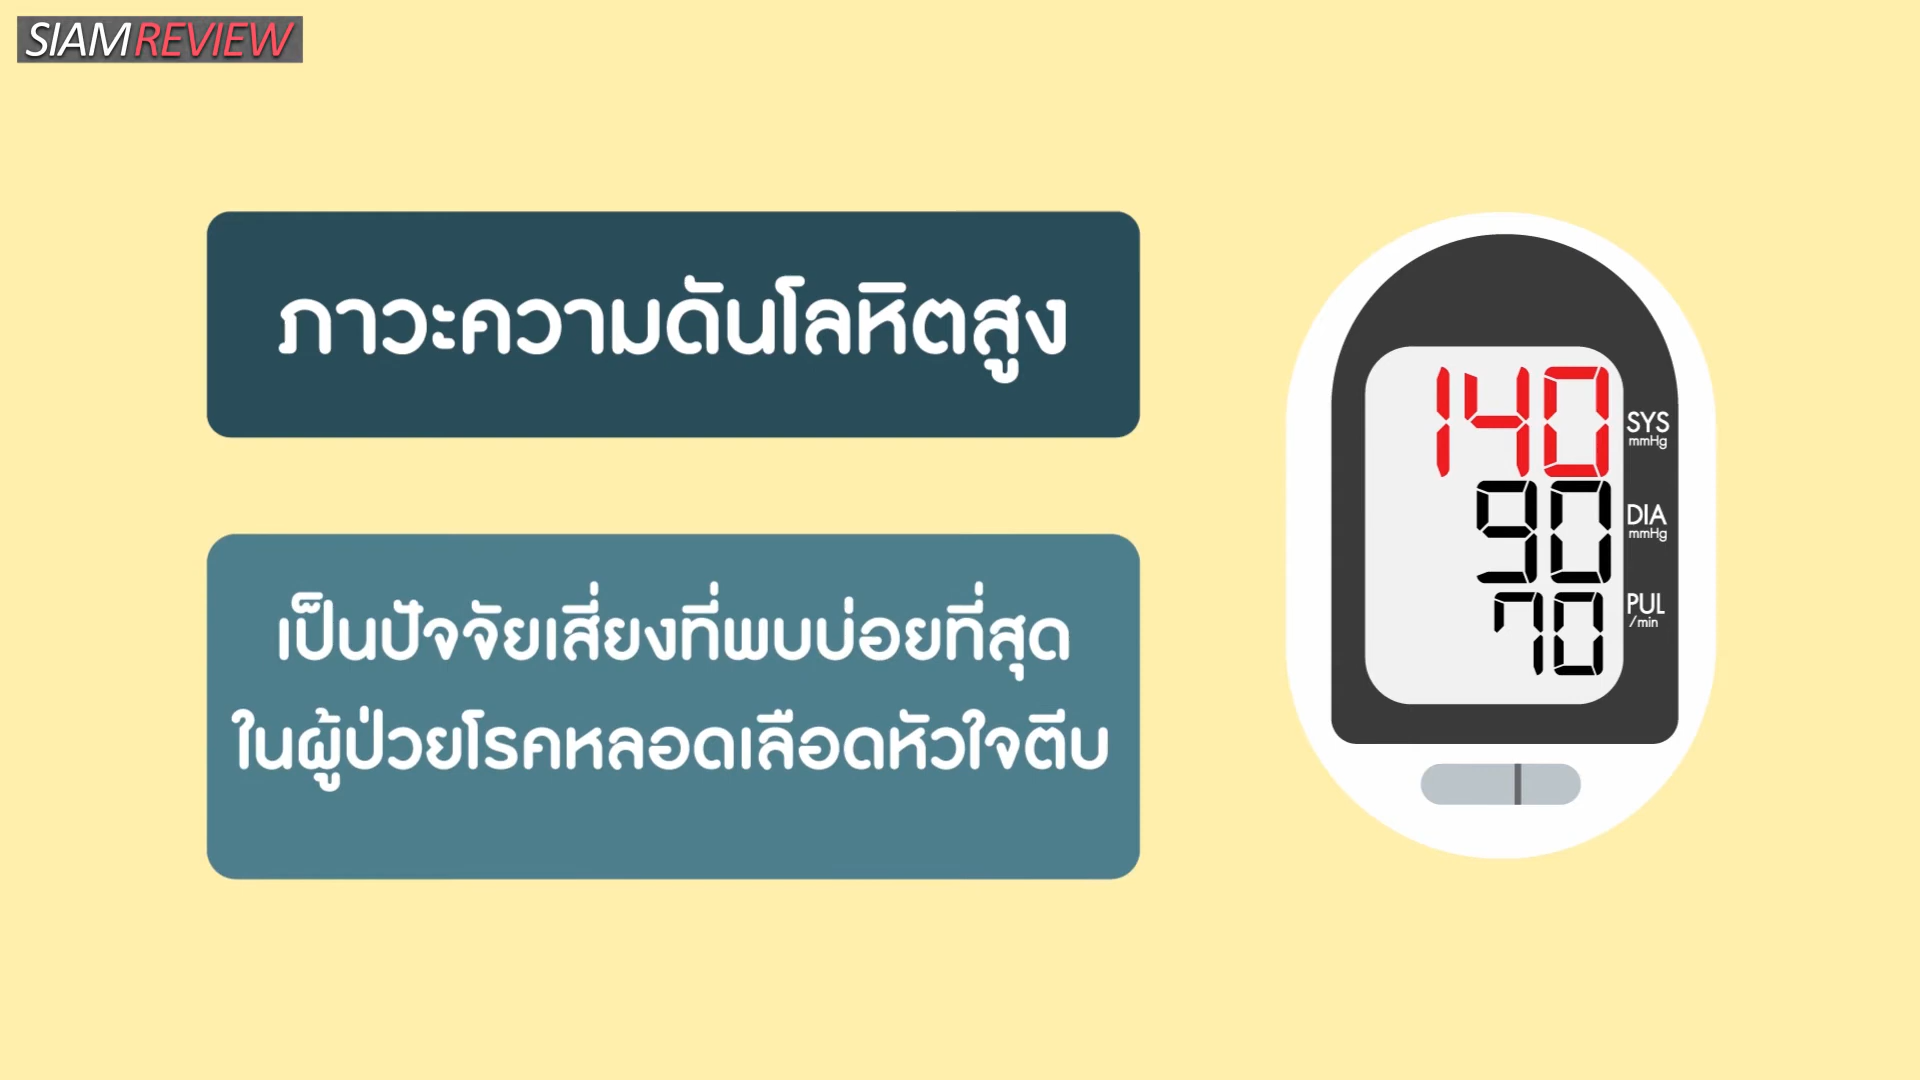 SIAMREVIEW
ภาวะความดันโลหิตสูง
เป็นปัจจัยเสี่ยงที่พบบ่อยที่สุด
ในผู้ป่วยโรคหลอดเลือดหัวใจตีบ
140
SYS
mmHg
90
DIA
mmHg
70
PUL
/min